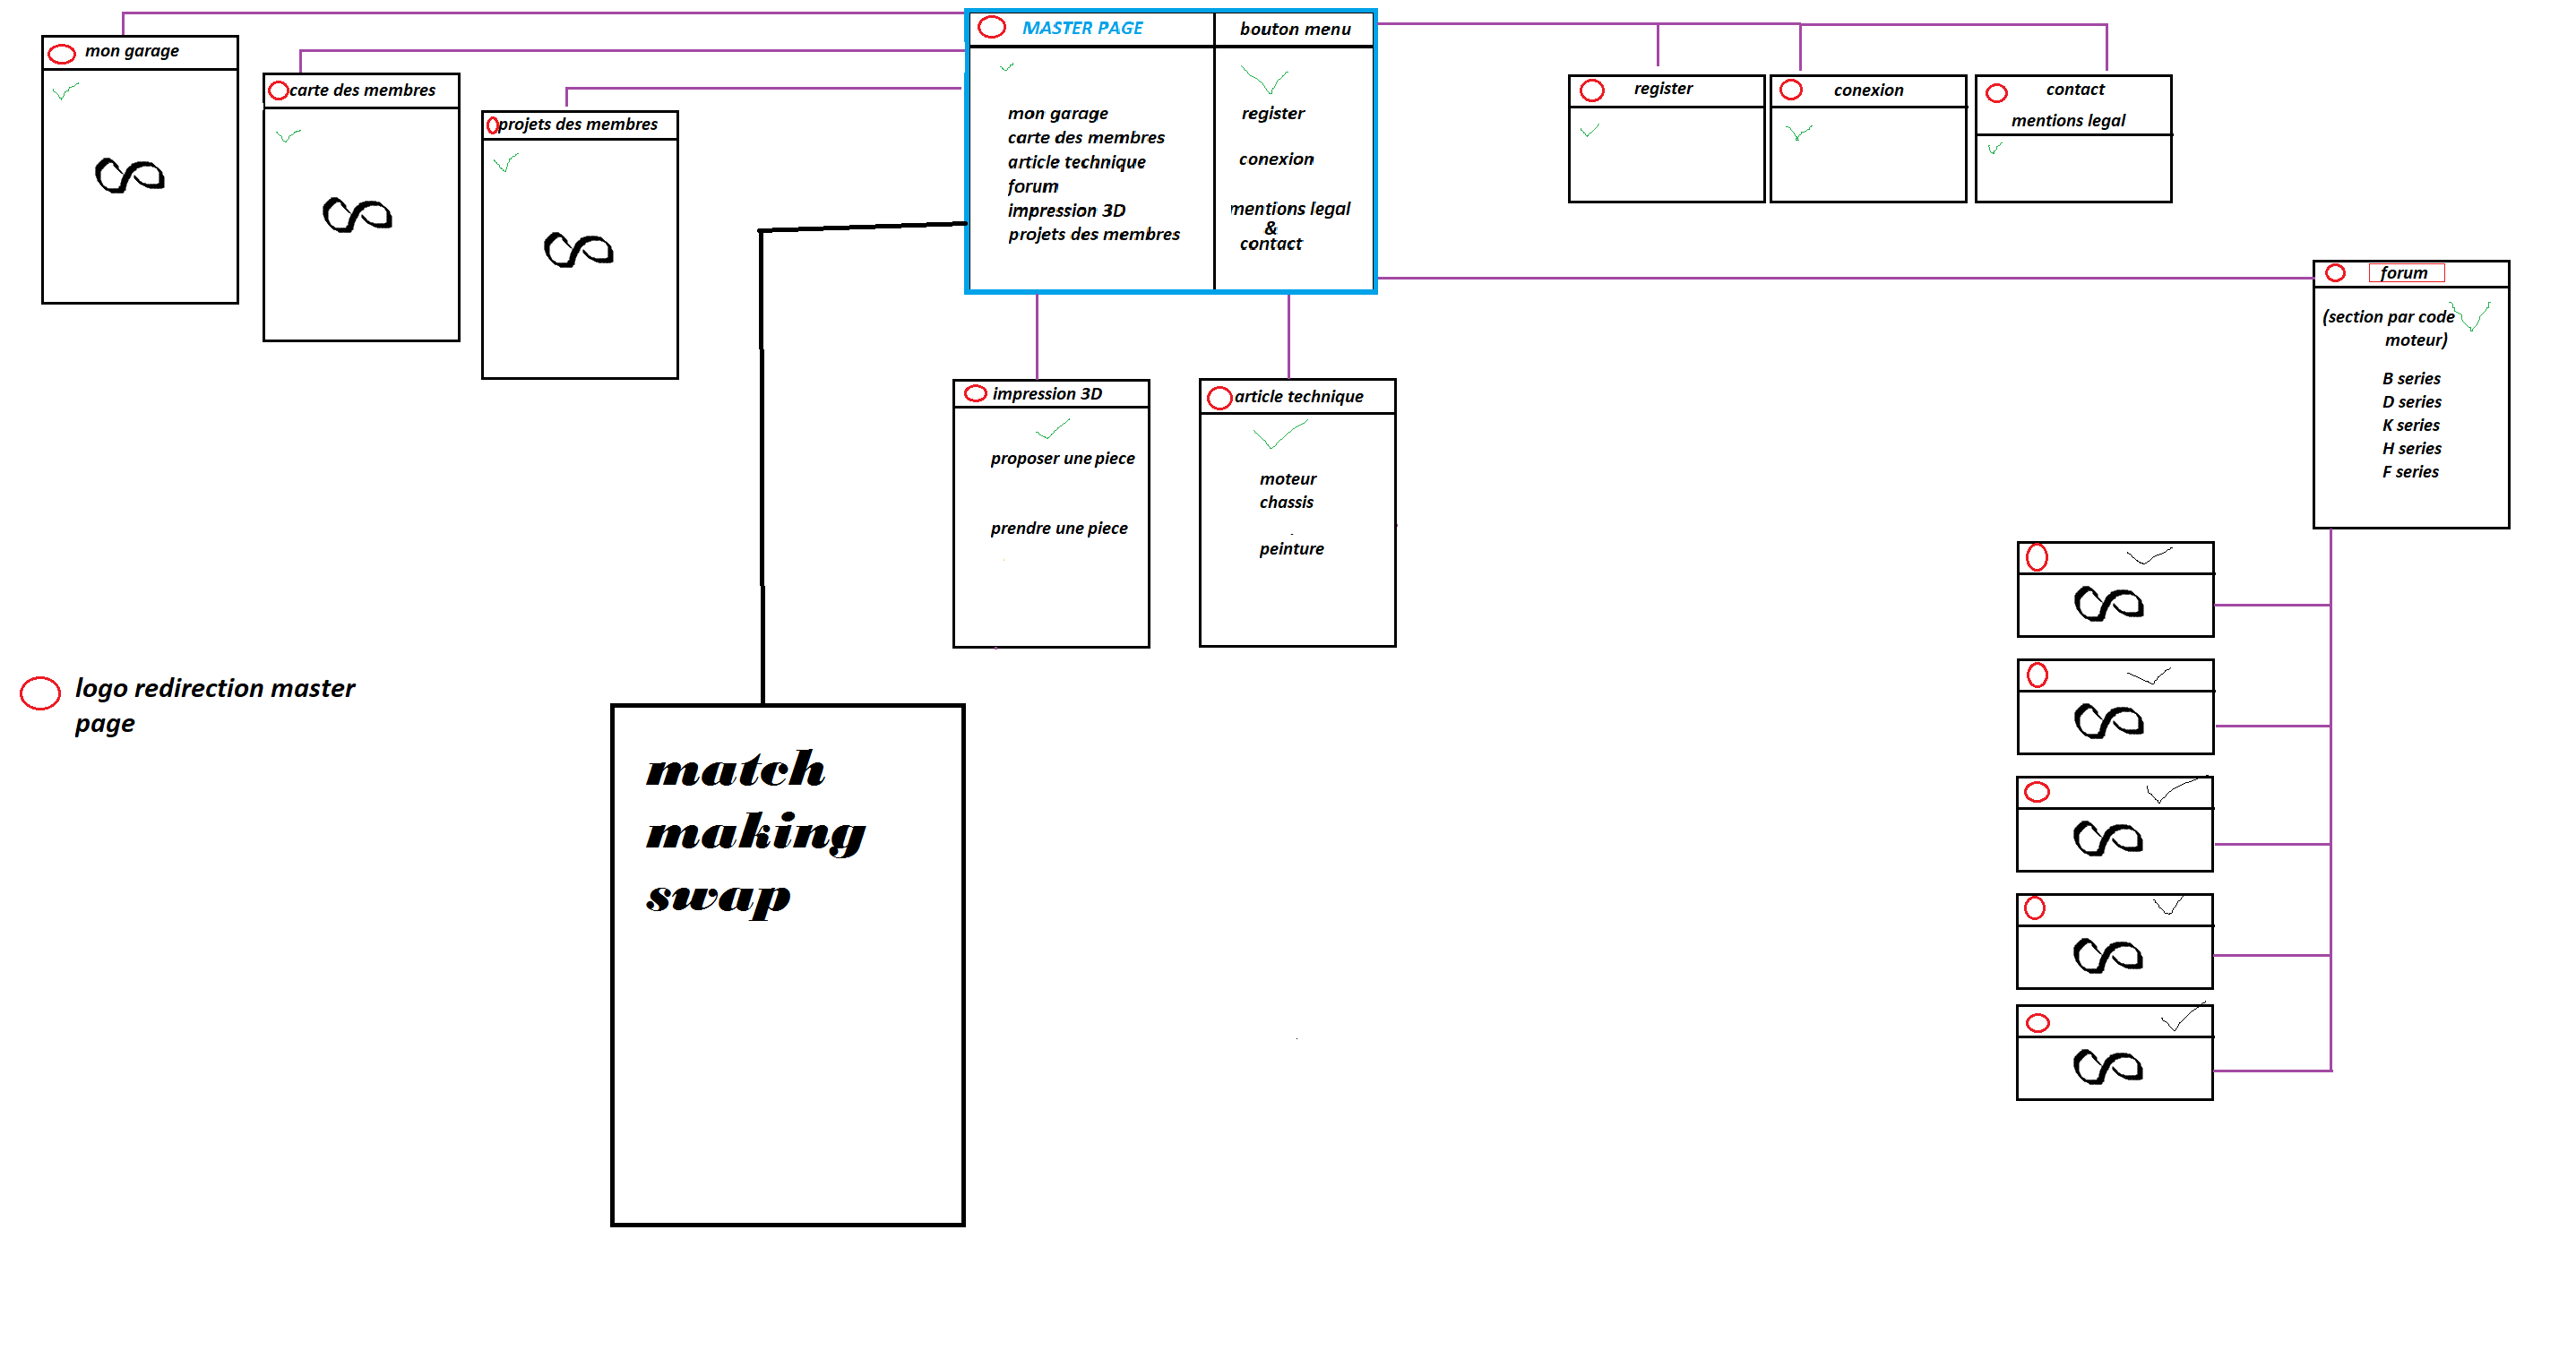 mon garage
carte des membres
projets des membres
MASTER PAGE
bouton menu
mon garage
carte des membres
article technique
forum
impression 3D
projets des membres
register
conexion
mentions legal
&
contact
register
conexion
contact
mentions legal
forum
(section par code
moteur)
B series
D series
K series
H series
F series
impression 3D
proposer une piece
prendre une piece
article technique
moteur
chassis
peinture
logo redirection master
page
match
making
swap